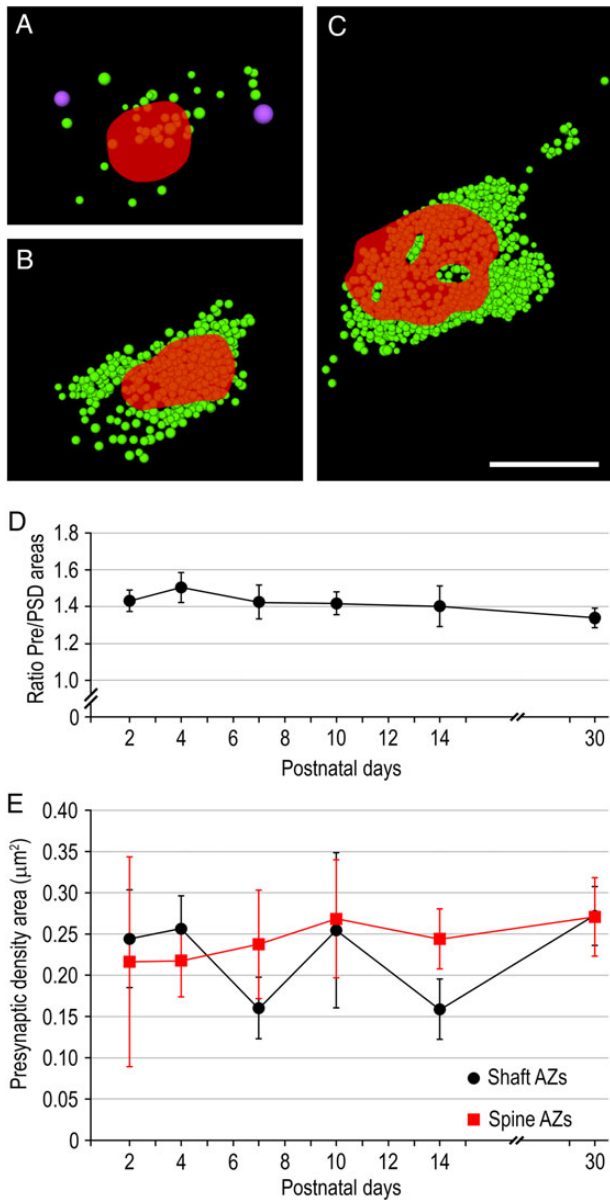 A
B
C
D
Ratio Pre/PSD areas
1.8
1.6
1.4
1.2
1.0
0
2 4 6 8 10 12 14 30
Postnatal days
E
Presynaptic density area (μm²)
0.40
0.35
0.30
0.25
0.20
0.15
0.10
0.05
0
Shaft AZs
Spine AZs
2 4 6 8 10 12 14 30
Postnatal days